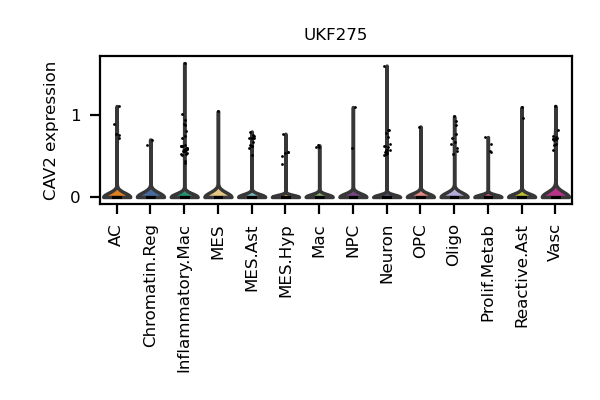 UKF275
CAV2 expression
1
0
AC
Chromatin.Reg
Inflammatory.Mac
MES
MES.Ast
MES.Hyp
Mac
NPC
Neuron
OPC
Oligo
Prolif.Metab
Reactive.Ast
Vasc